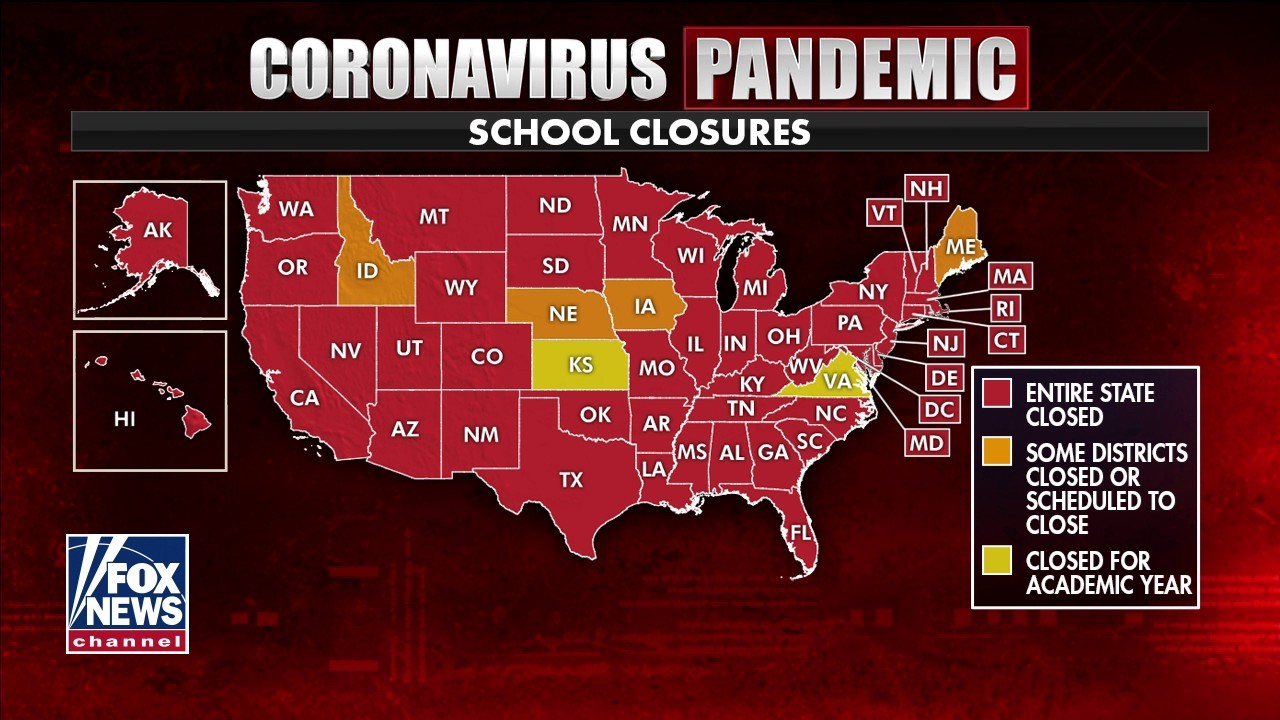 CORONAVIRUS PANDEMIC
SCHOOL CLOSURES
AK
HI
WA
OR
CA
ID
NV
MT
WY
UT
AZ
CO
NM
ND
SD
NE
KS
OK
TX
MN
IA
MO
AR
LA
WI
IL
MI
IN
OH
KY
TN
MS
AL
GA
FL
SC
NC
VA
WV
PA
NY
VT
NH
ME
MA
RI
CT
NJ
DE
DC
MD
ENTIRE STATE
CLOSED
SOME DISTRICTS
CLOSED OR
SCHEDULED TO
CLOSE
CLOSED FOR
ACADEMIC YEAR
FOX
NEWS
channel